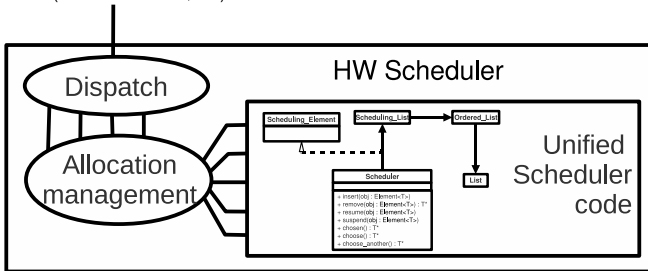 HW Scheduler
Dispatch
Allocation
management
Scheduling_Element
Scheduling_List
Ordered_List
List
Scheduler
+ insert(obj : Element<T>)
+ remove(obj : Element<T>) : T*
+ resume(obj : Element<T>)
+ suspend(obj : Element<T>)
+ chosen() : T*
+ choose() : T*
+ choose_another() : T*
Unified
Scheduler
code